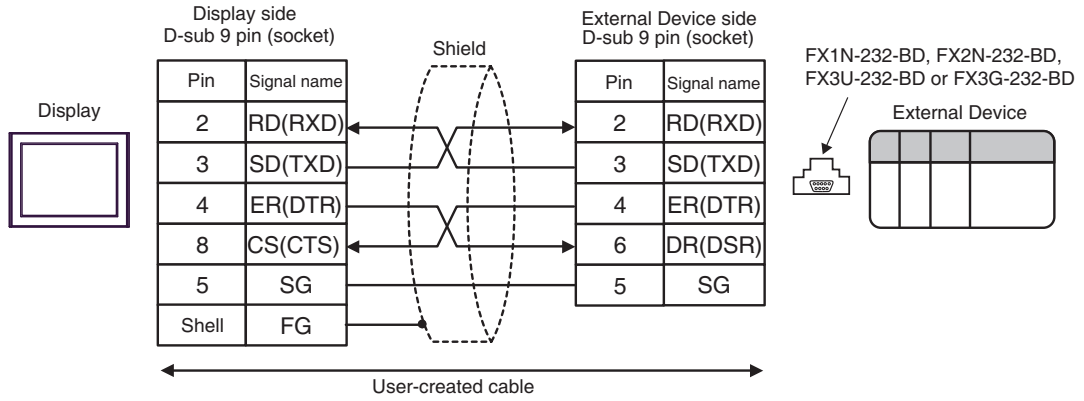 Display side
D-sub 9 pin (socket)
Shield
External Device side
D-sub 9 pin (socket)
FX1N-232-BD, FX2N-232-BD,
FX3U-232-BD or FX3G-232-BD
Display
External Device
Pin Signal name
2 RD(RXD)
3 SD(TXD)
4 ER(DTR)
8 CS(CTS)
5 SG
Shell FG
Pin Signal name
2 RD(RXD)
3 SD(TXD)
4 ER(DTR)
6 DR(DSR)
5 SG
User-created cable